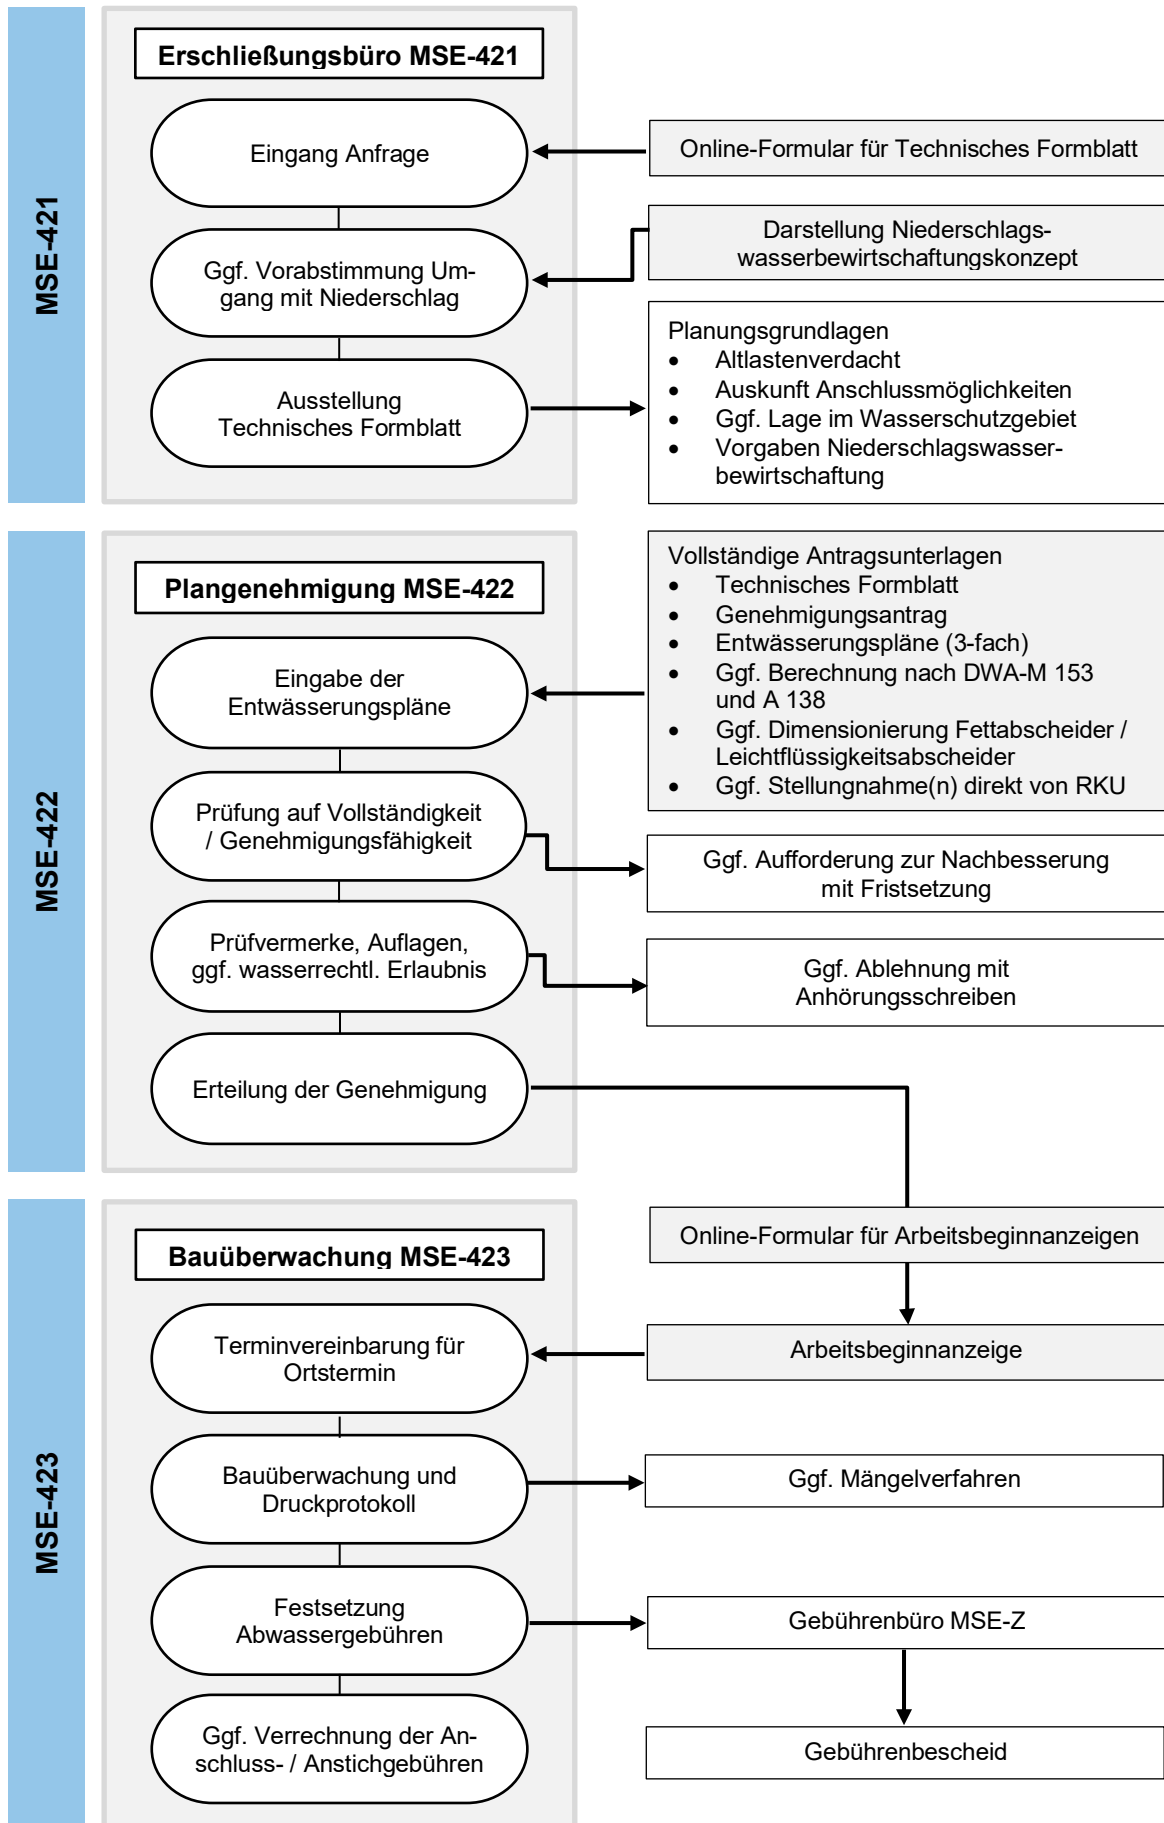 MSE-421
Erschließungsbüro MSE-421
Eingang Anfrage
Online-Formular für Technisches Formblatt
Ggf. Vorabstimmung Um-
gang mit Niederschlag
Darstellung Niederschlags-
wasserbewirtschaftungskonzept
Ausstellung
Technisches Formblatt
Planungsgrundlagen
• Altlastenverdacht
• Auskunft Anschlussmöglichkeiten
• Ggf. Lage im Wasserschutzgebiet
• Vorgaben Niederschlagswasser-
bewirtschaftung
MSE-422
Plangenehmigung MSE-422
Eingabe der
Entwässerungspläne
Vollständige Antragsunterlagen
• Technisches Formblatt
• Genehmigungsantrag
• Entwässerungspläne (3-fach)
• Ggf. Berechnung nach DWA-M 153
und A 138
• Ggf. Dimensionierung Fettabscheider /
Leichtflüssigkeitsabscheider
• Ggf. Stellungnahme(n) direkt von RKU
Prüfung auf Vollständigkeit
/ Genehmigungsfähigkeit
Ggf. Aufforderung zur Nachbesserung
mit Fristsetzung
Prüfvermerke, Auflagen,
ggf. wasserrechtl. Erlaubnis
Ggf. Ablehnung mit
Anhörungsschreiben
Erteilung der Genehmigung
MSE-423
Bauüberwachung MSE-423
Online-Formular für Arbeitsbeginnanzeigen
Terminvereinbarung für
Ortstermin
Arbeitsbeginnanzeige
Bauüberwachung und
Druckprotokoll
Ggf. Mängelverfahren
Festsetzung
Abwassergebühren
Gebührenbüro MSE-Z
Ggf. Verrechnung der An-
schluss- / Anstichgebühren
Gebührenbescheid